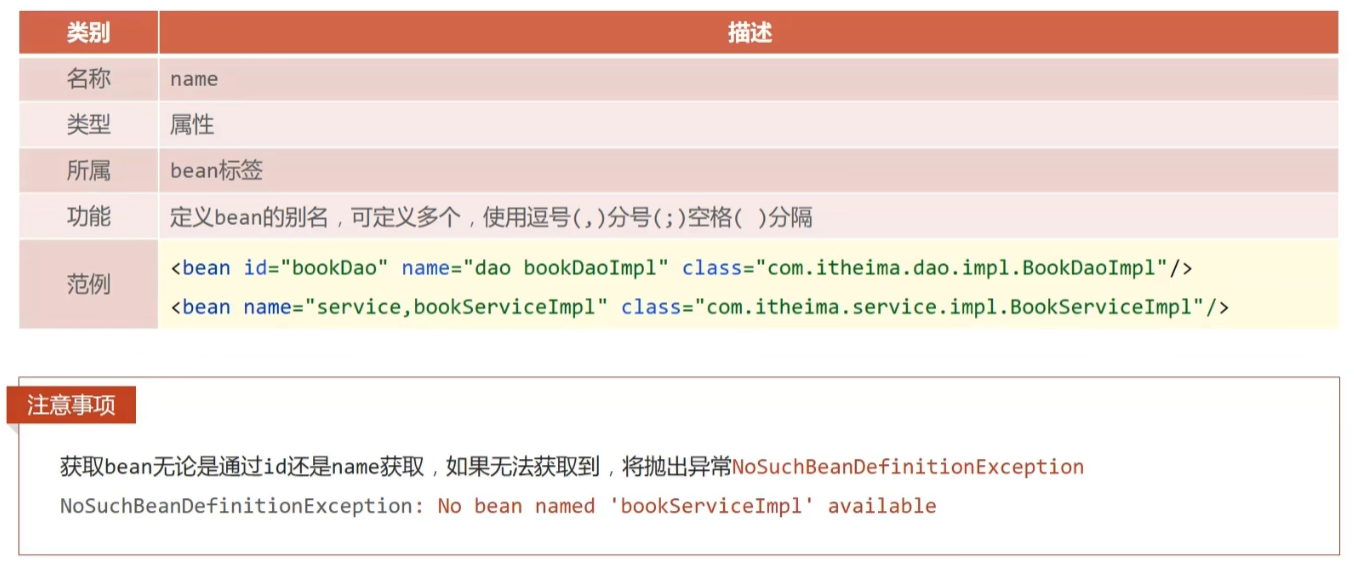 类别 描述
名称 name
类型 属性
所属 bean标签
功能 定义bean的别名，可定义多个，使用逗号(,)分号(;)空格( )分隔
范例
<bean id="bookDao" name="dao bookDaoImpl" class="com.itheima.dao.impl.BookDaoImpl"/>
<bean name="service,bookServiceImpl" class="com.itheima.service.impl.BookServiceImpl"/>
注意事项
获取bean无论是通过id还是name获取，如果无法获取到，将抛出异常NoSuchBeanDefinitionException
NoSuchBeanDefinitionException: No bean named 'bookServiceImpl' available